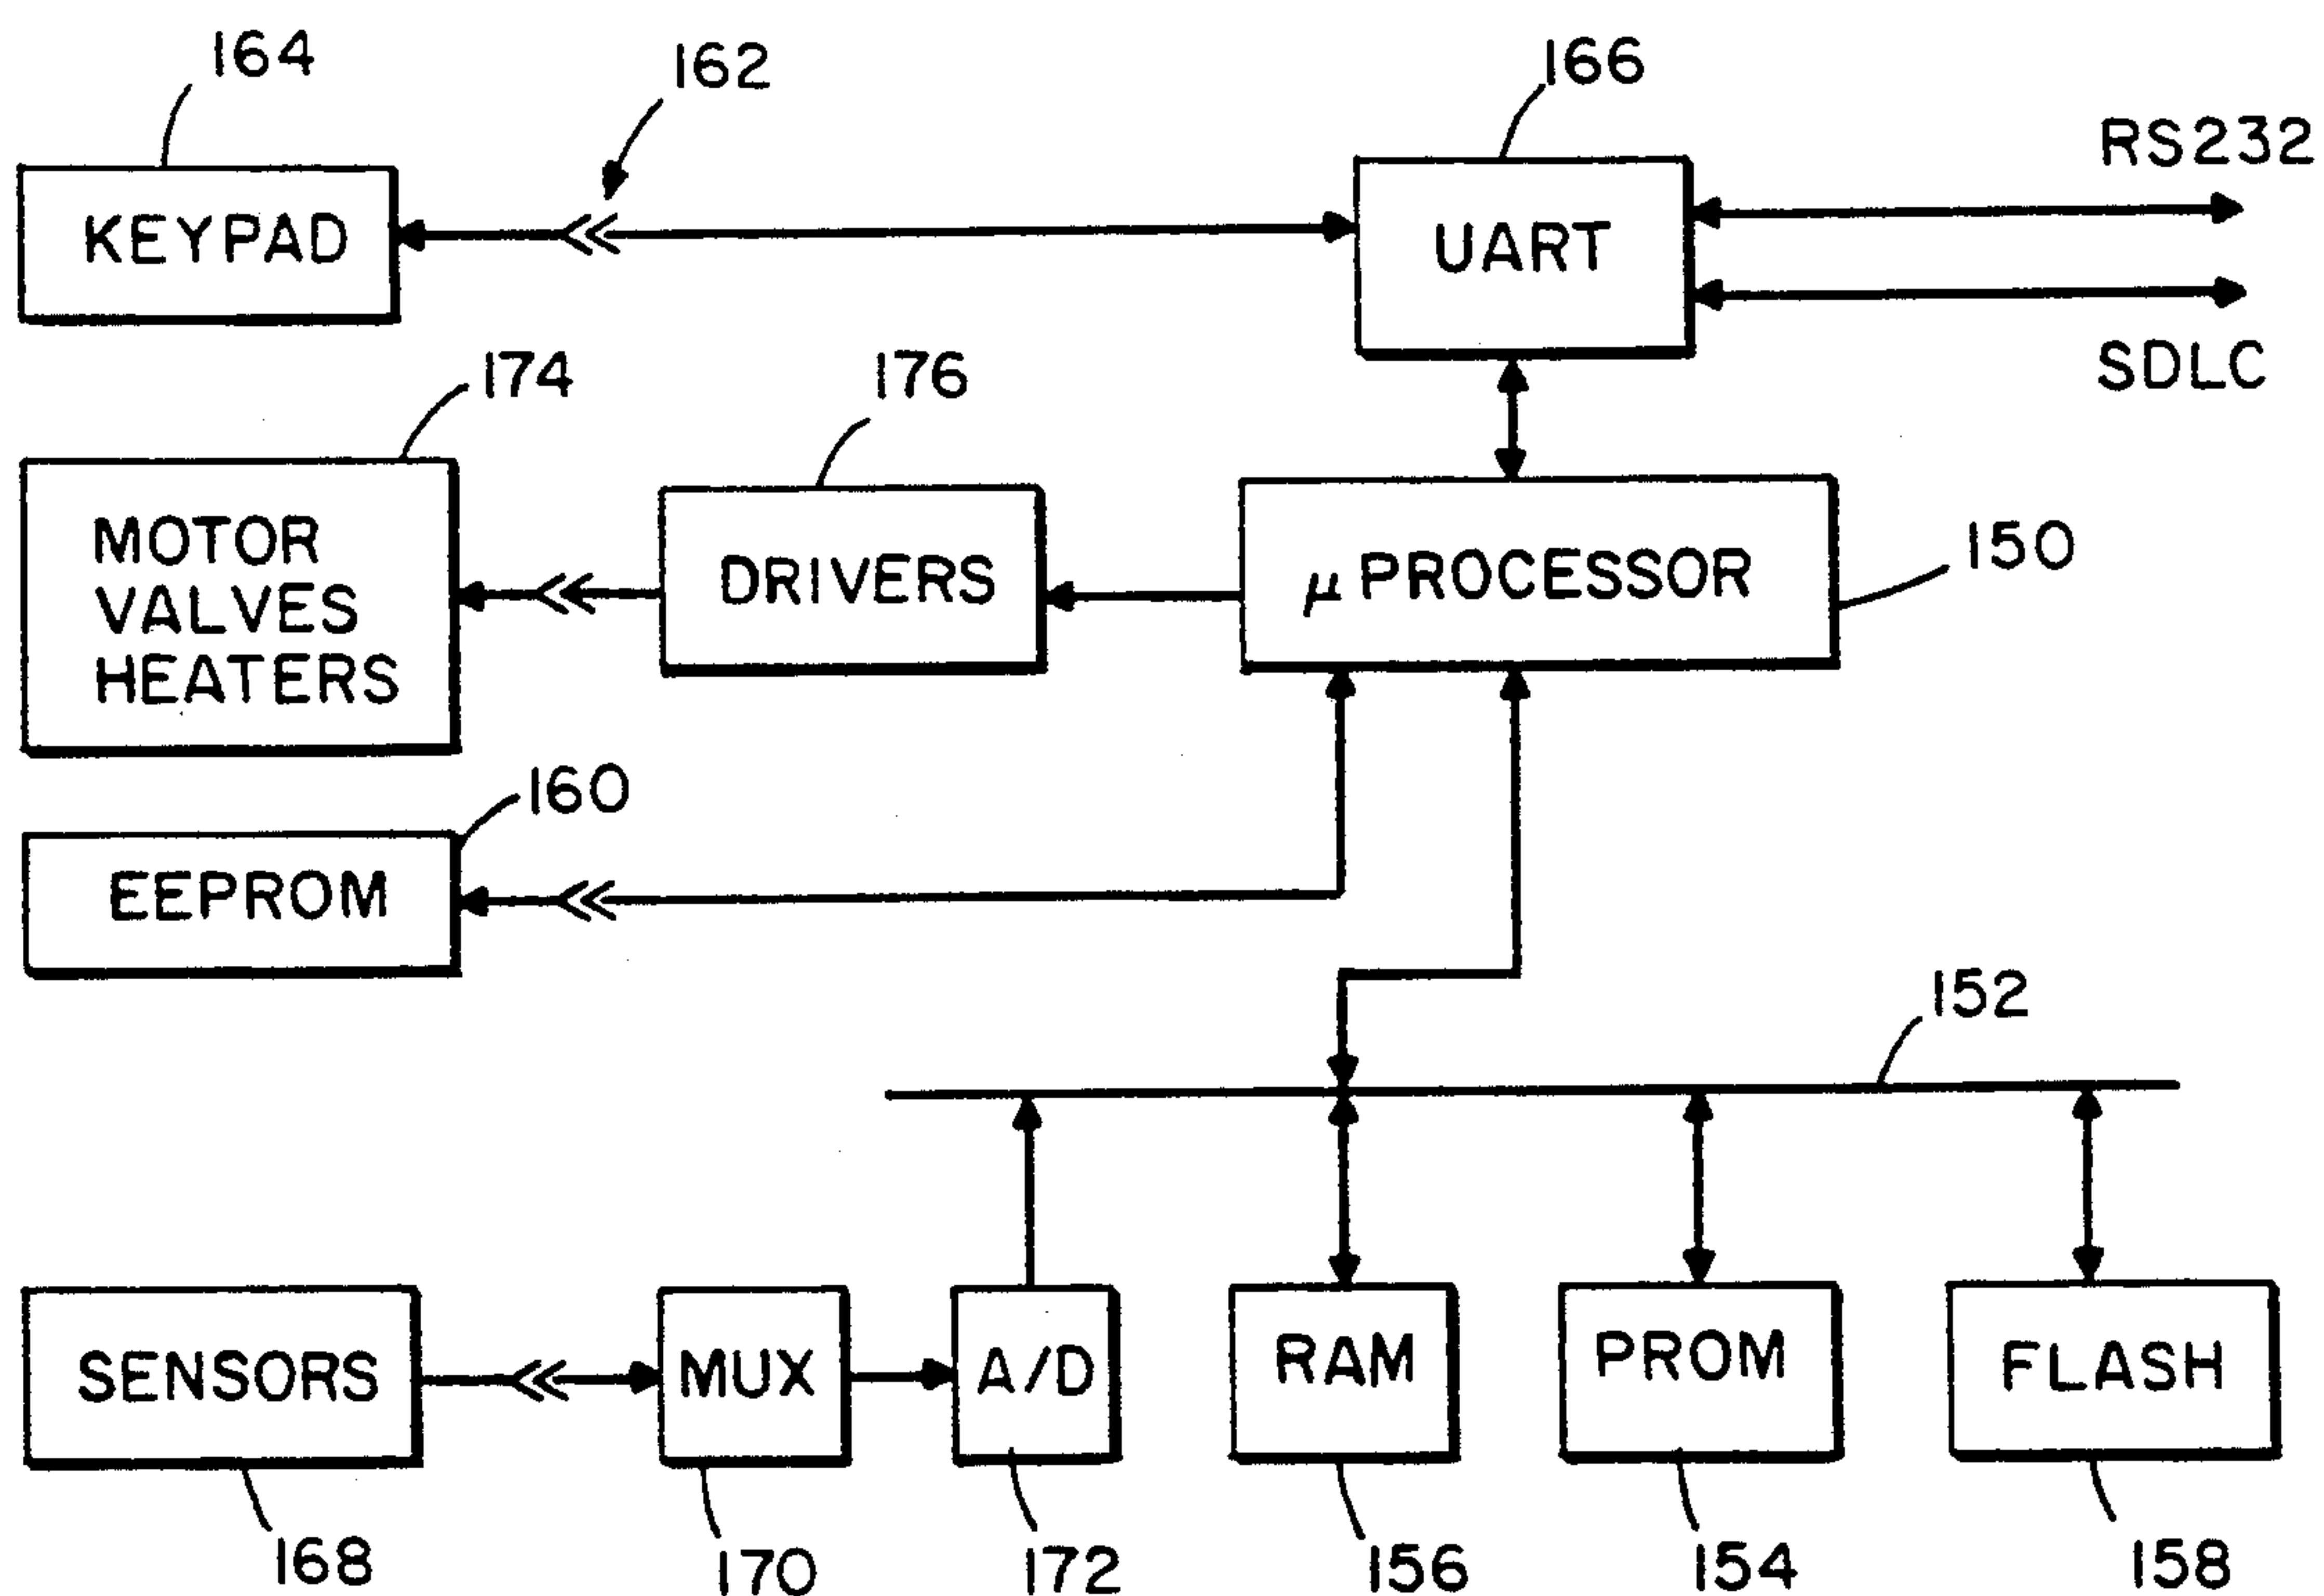 164
162
166
RS232
KEYPAD
UART
SDLC
174
176
MOTOR
VALVES
HEATERS
DRIVERS
μ PROCESSOR
150
160
EEPROM
152
SENSORS
MUX
A/D
RAM
PROM
FLASH
168
170
172
156
154
158